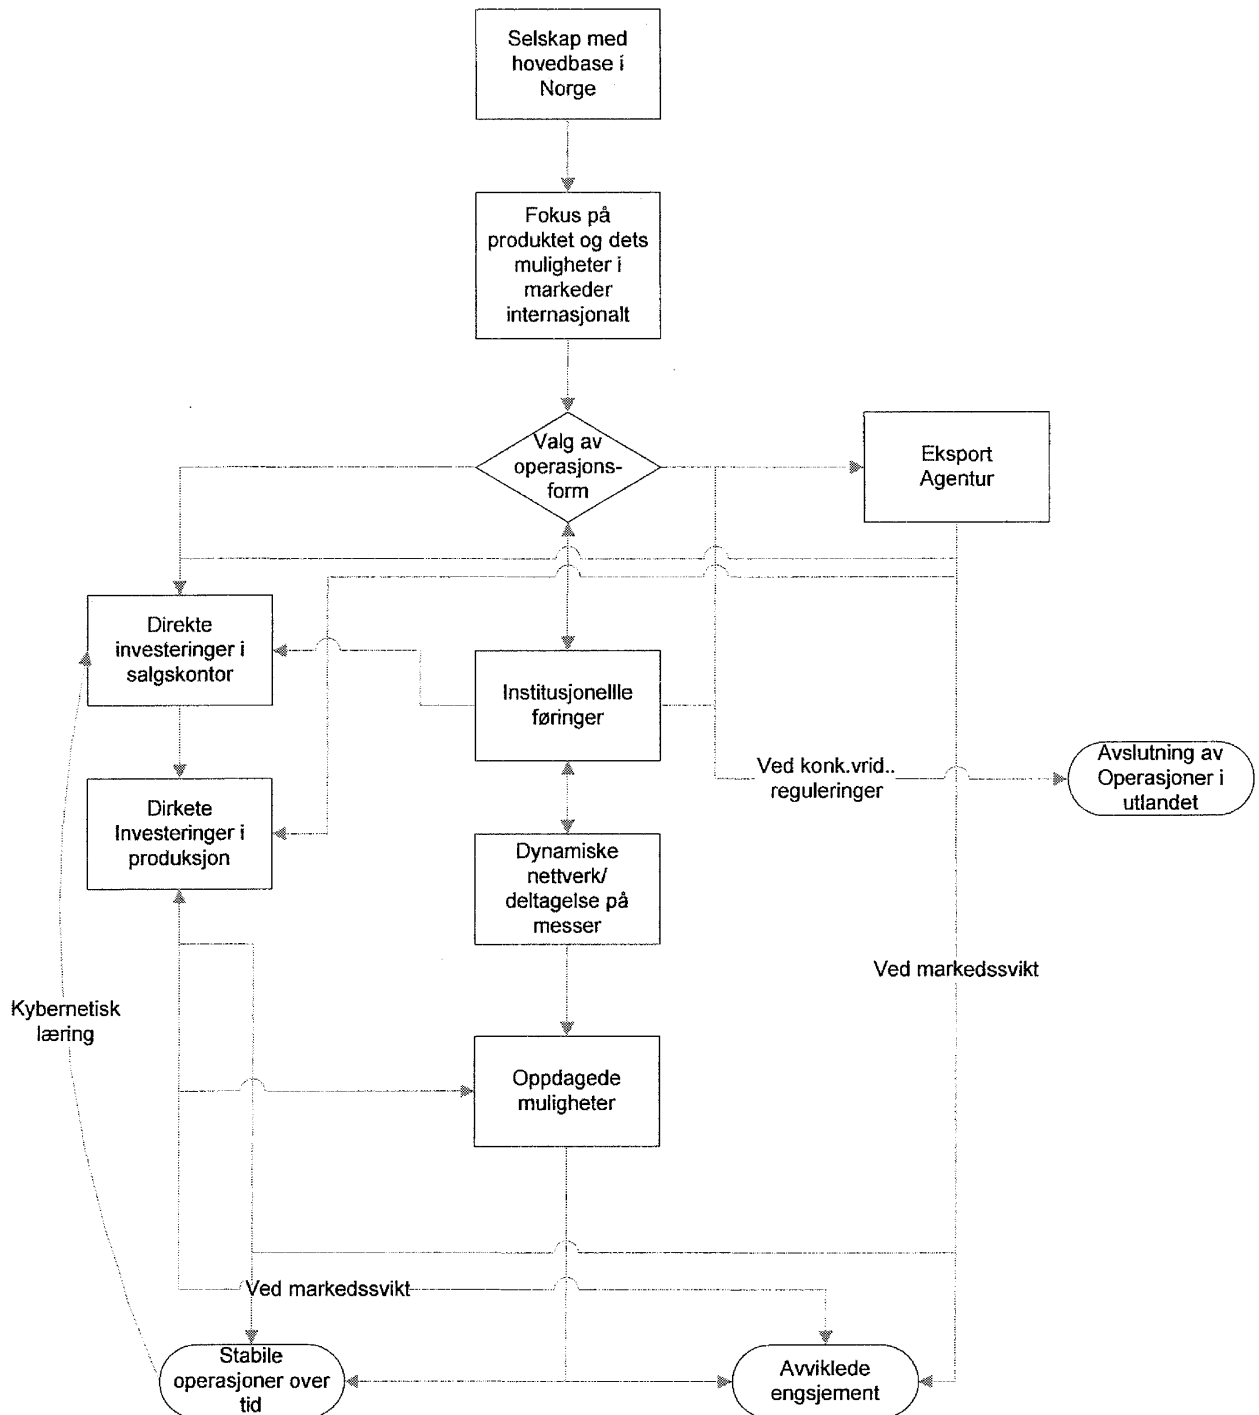 Selskap med
hovedbase i
Norge
Fokus på
produktet og dets
muligheter i
markeder
internasjonalt
Valg av
operasjons-
form
Eksport
Agentur
Direkte
investeringer i
salgskontor
Institusjonellle
føringer
Ved konk.vrid..
reguleringer
Avslutning av
Operasjoner i
utlandet
Dirkete
Investeringer i
produksjon
Dynamiske
nettverk/
deltagelse på
messer
Ved markedssvikt
Kybernetisk
læring
Oppdagede
muligheter
Ved markedssvikt
Stabile
operasjoner over
tid
Avviklede
engsjement